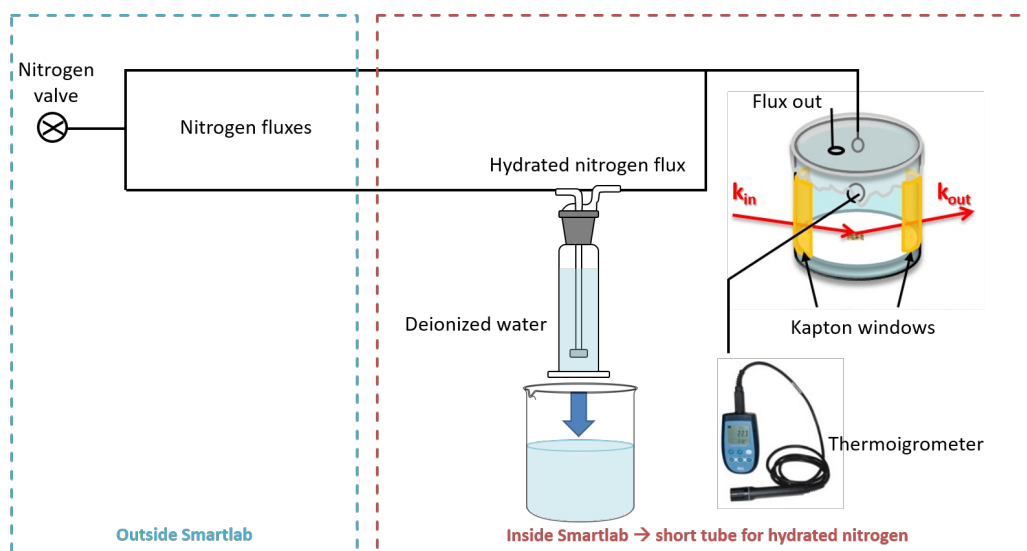 Nitrogen
valve
Nitrogen fluxes
Hydrated nitrogen flux
Flux out
kin
kout
Deionized water
Kapton windows
Thermoigrometer
Outside Smartlab
Inside Smartlab → short tube for hydrated nitrogen